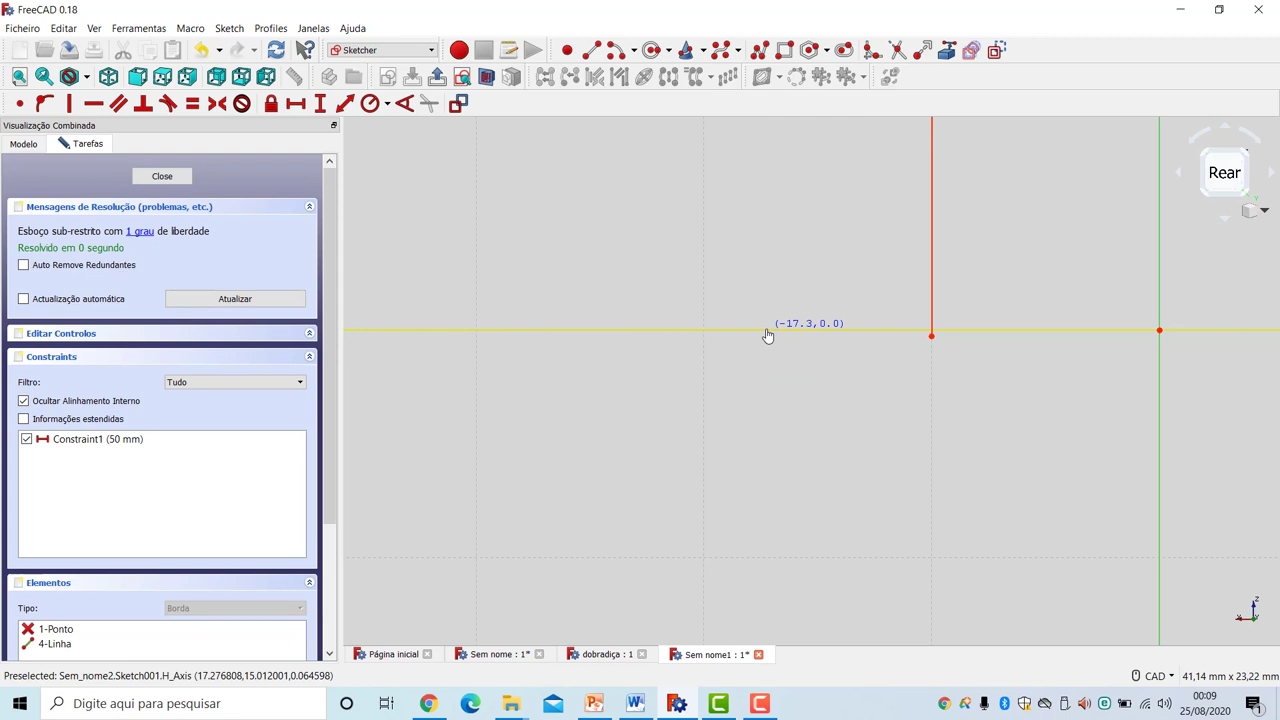 FreeCAD 0.18
Ficheiro Editar Ver Ferramentas Macro Sketch Profiles Janelas Ajuda
Sketcher
Visualização Combinada
Modelo Tarefas
Close
Mensagens de Resolução (problemas, etc.)
Esboço sub-restrito com 1 grau de liberdade
Resolvido em 0 segundo
Auto Remove Redundantes
Actualização automática Atualizar
Editar Controlos
Constraints
Filtro: Tudo
Ocultar Alinhamento Interno
Informações estendidas
Constraint1 (50 mm)
Elementos
Tipo: Borda
1-Ponto
4-Linha
(-17.3,0.0)
Rear
Página inicial Sem nome : 1* dobradiça : 1 Sem nome1 : 1*
Preselected: Sem_nome2.Sketch001.H_Axis (17.276808,15.012001,0.064598) CAD 41,14 mm x 23,22 mm
Digite aqui para pesquisar
00:09
25/08/2020